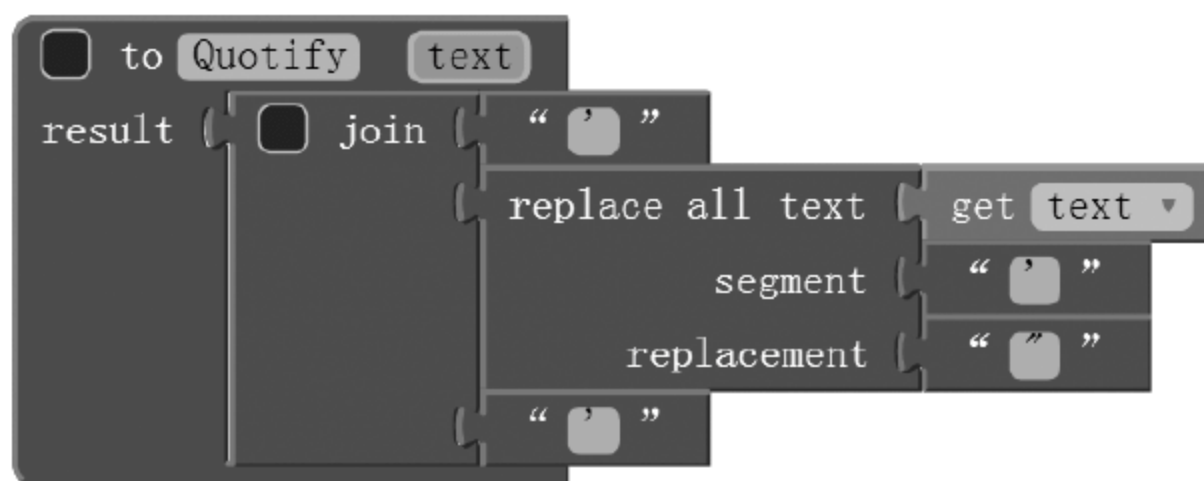 to Quotify text
result join “ ' ”
replace all text get text
segment “ ' ”
replacement “ '' ”
“ ' ”